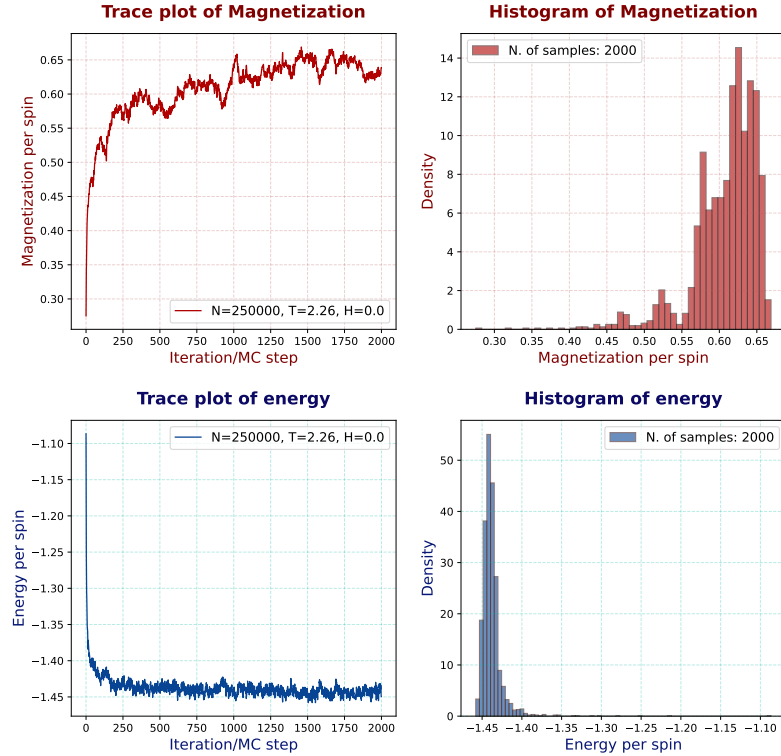 Trace plot of Magnetization
0.65
0.60
0.55
0.50
0.45
0.40
0.35
0.30
Magnetization per spin
N=250000, T=2.26, H=0.0
0 250 500 750 1000 1250 1500 1750 2000
Iteration/MC step
Histogram of Magnetization
N. of samples: 2000
14
12
10
8
6
4
2
0
Density
0.30 0.35 0.40 0.45 0.50 0.55 0.60 0.65
Magnetization per spin
Trace plot of energy
N=250000, T=2.26, H=0.0
−1.10
−1.15
−1.20
−1.25
−1.30
−1.35
−1.40
−1.45
Energy per spin
0 250 500 750 1000 1250 1500 1750 2000
Iteration/MC step
Histogram of energy
N. of samples: 2000
50
40
30
20
10
0
Density
−1.45 −1.40 −1.35 −1.30 −1.25 −1.20 −1.15 −1.10
Energy per spin